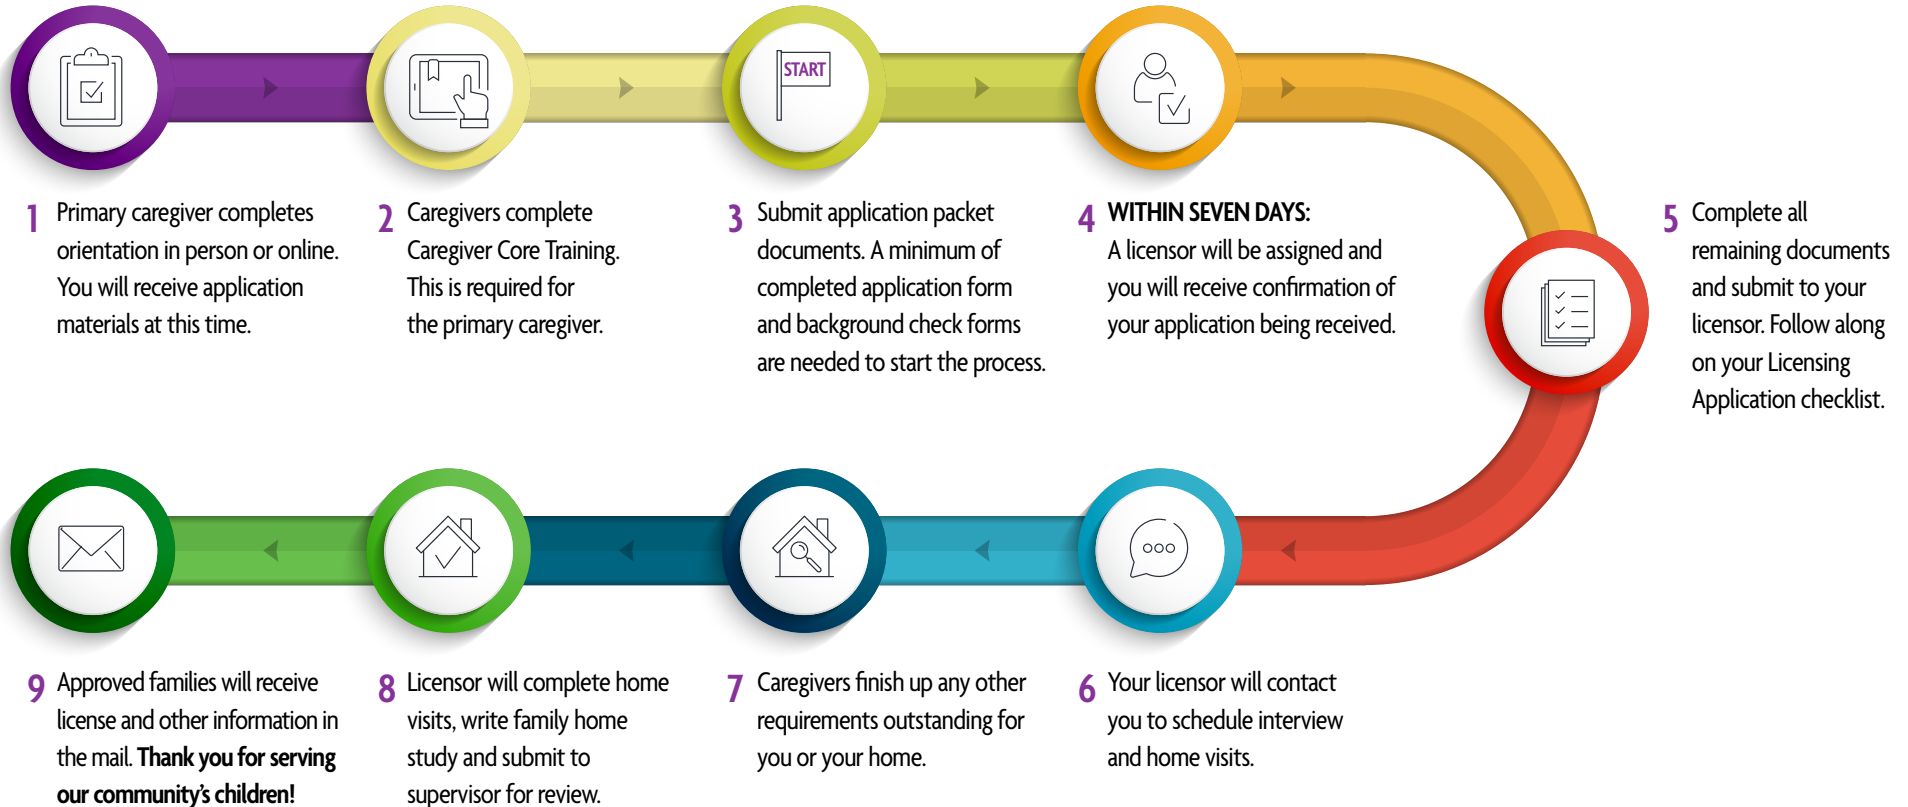 START
1 Primary caregiver completes
orientation in person or online.
You will receive application
materials at this time.
2 Caregivers complete
Caregiver Core Training.
This is required for
the primary caregiver.
3 Submit application packet
documents. A minimum of
completed application form
and background check forms
are needed to start the process.
4 WITHIN SEVEN DAYS:
A licensor will be assigned and
you will receive confirmation of
your application being received.
5 Complete all
remaining documents
and submit to your
licensor. Follow along
on your Licensing
Application checklist.
6 Your licensor will contact
you to schedule interview
and home visits.
7 Caregivers finish up any other
requirements outstanding for
you or your home.
8 Licensor will complete home
visits, write family home
study and submit to
supervisor for review.
9 Approved families will receive
license and other information in
the mail. Thank you for serving
our community's children!